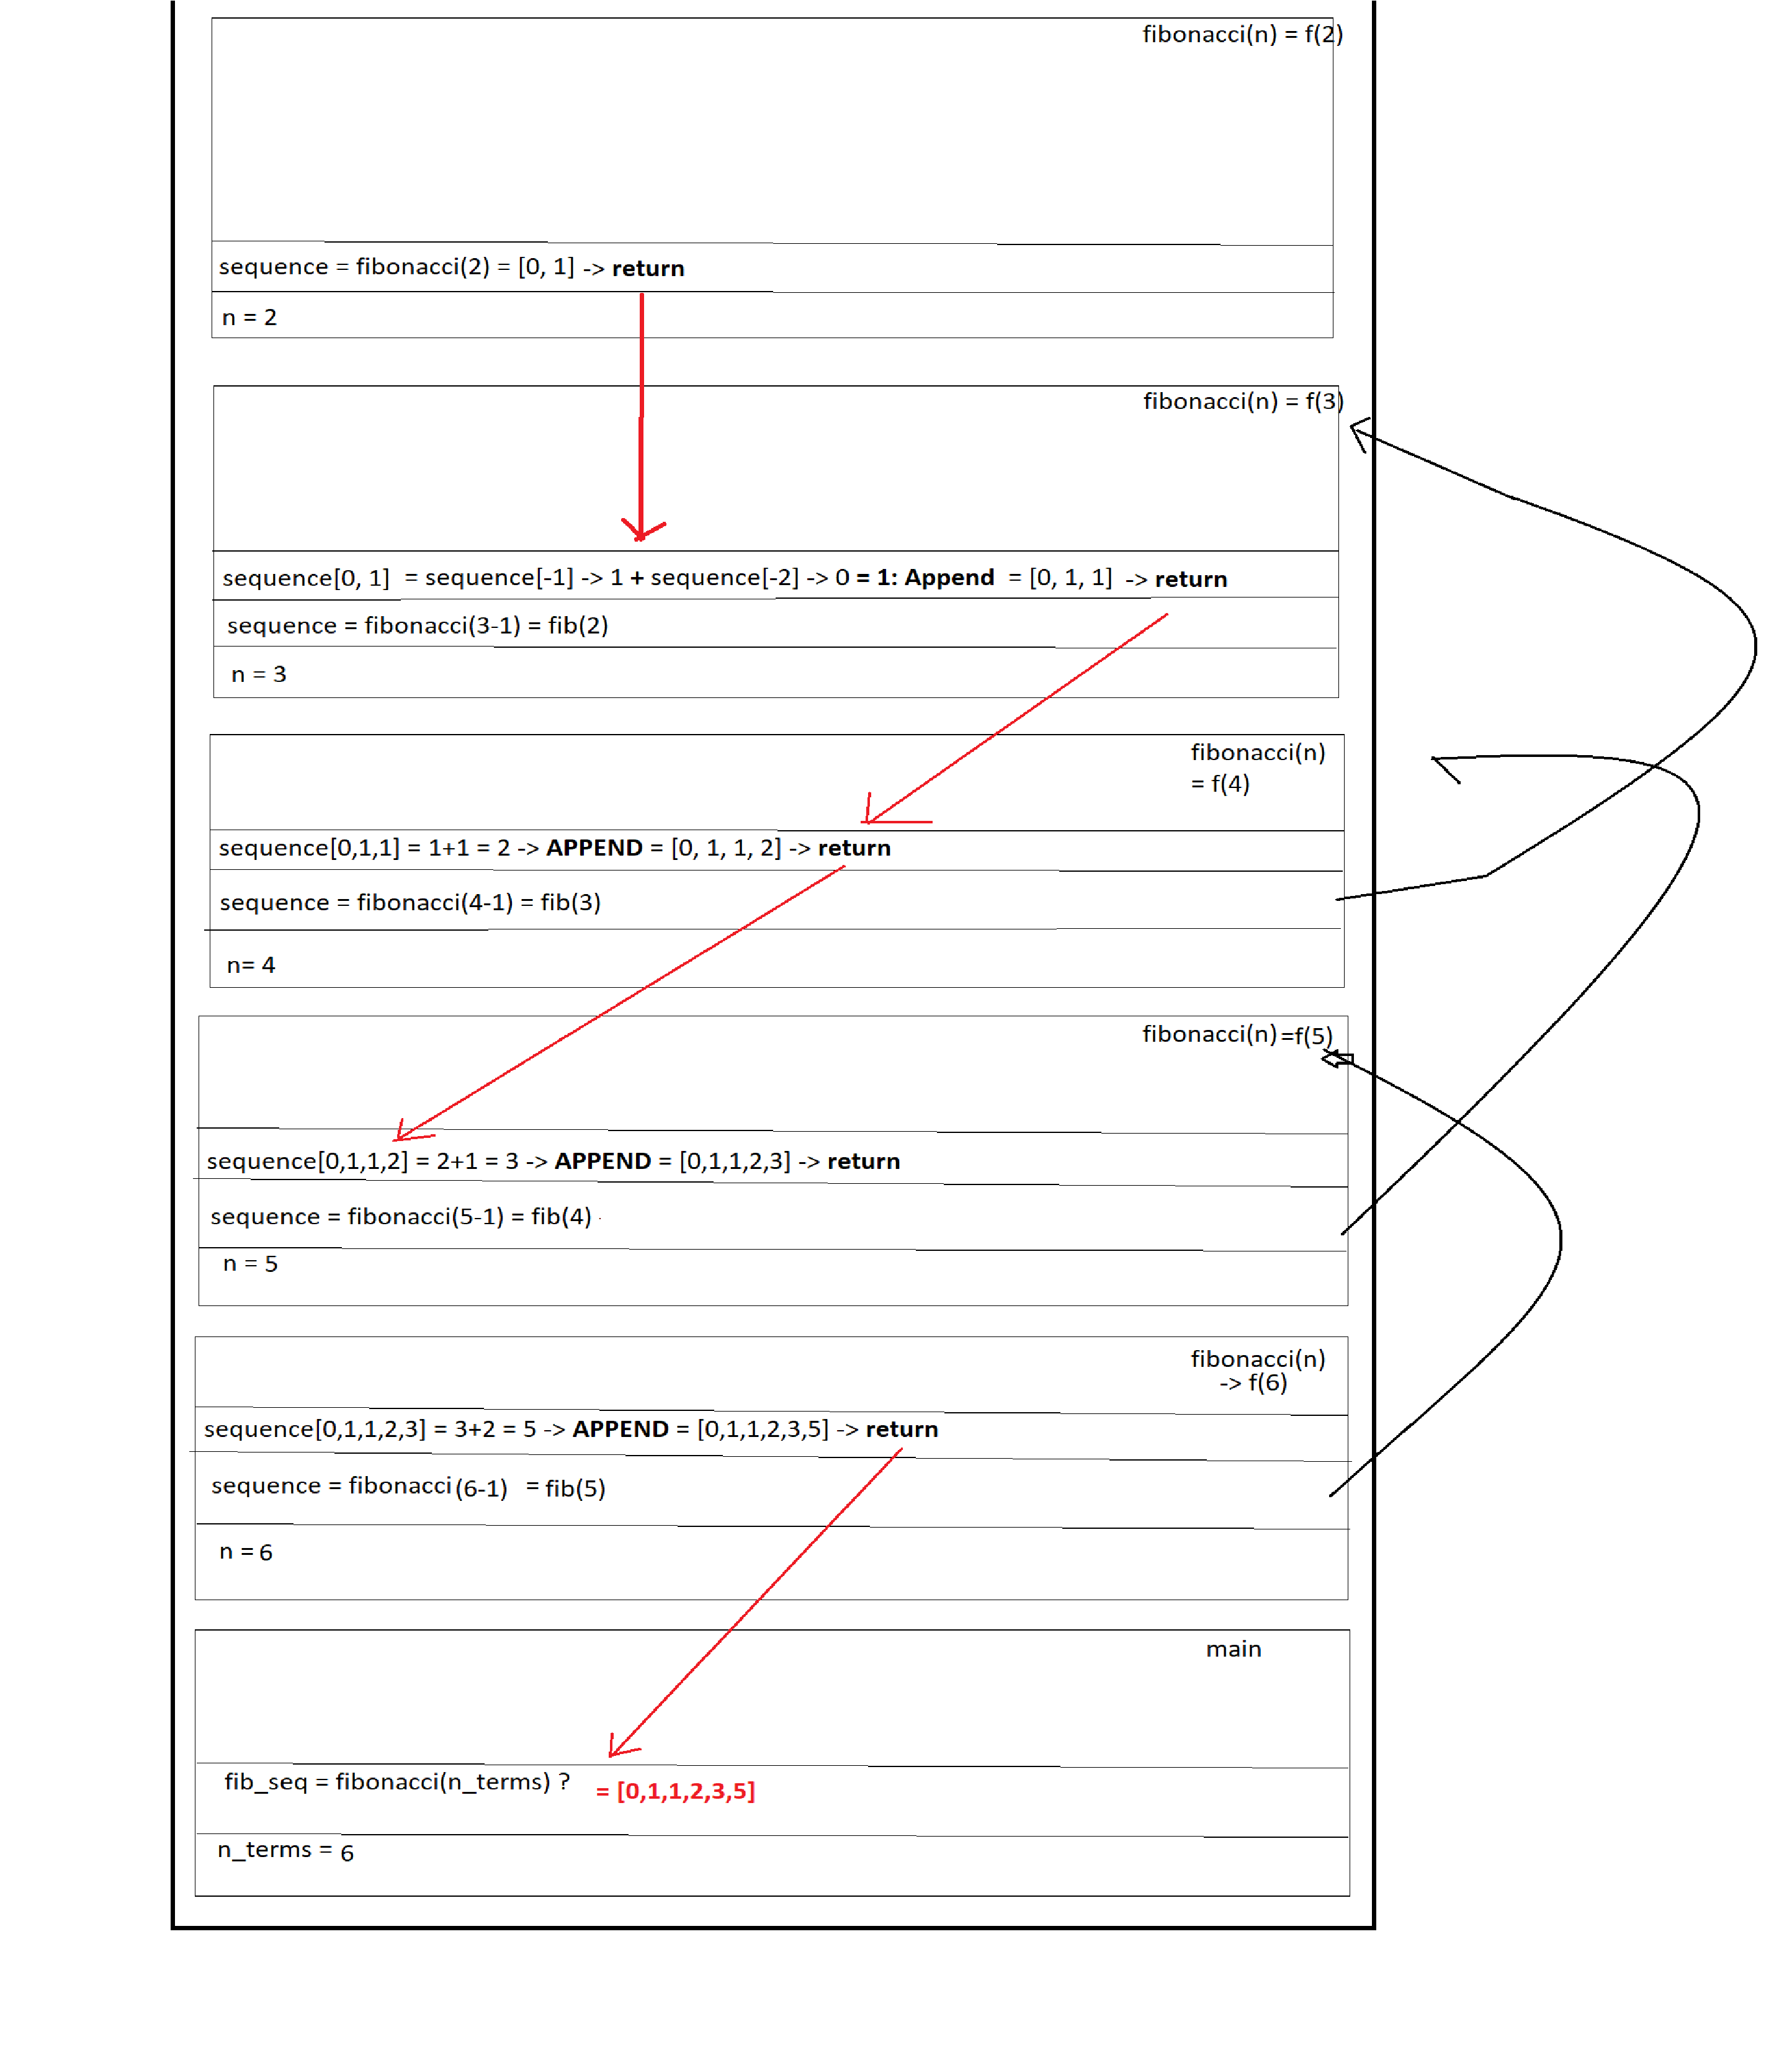 fibonacci(n) = f(2)
sequence = fibonacci(2) = [0, 1] -> return
n = 2
fibonacci(n) = f(3)
sequence[0, 1] = sequence[-1] -> 1 + sequence[-2] -> 0 = 1: Append = [0, 1, 1] -> return
sequence = fibonacci(3-1) = fib(2)
n = 3
fibonacci(n)
= f(4)
sequence[0,1,1] = 1+1 = 2 -> APPEND = [0, 1, 1, 2] -> return
sequence = fibonacci(4-1) = fib(3)
n= 4
fibonacci(n) =f(5)
sequence[0,1,1,2] = 2+1 = 3 -> APPEND = [0,1,1,2,3] -> return
sequence = fibonacci(5-1) = fib(4)
n = 5
fibonacci(n)
-> f(6)
sequence[0,1,1,2,3] = 3+2 = 5 -> APPEND = [0,1,1,2,3,5] -> return
sequence = fibonacci (6-1) = fib(5)
n = 6
main
fib_seq = fibonacci(n_terms) ? = [0,1,1,2,3,5]
n_terms = 6